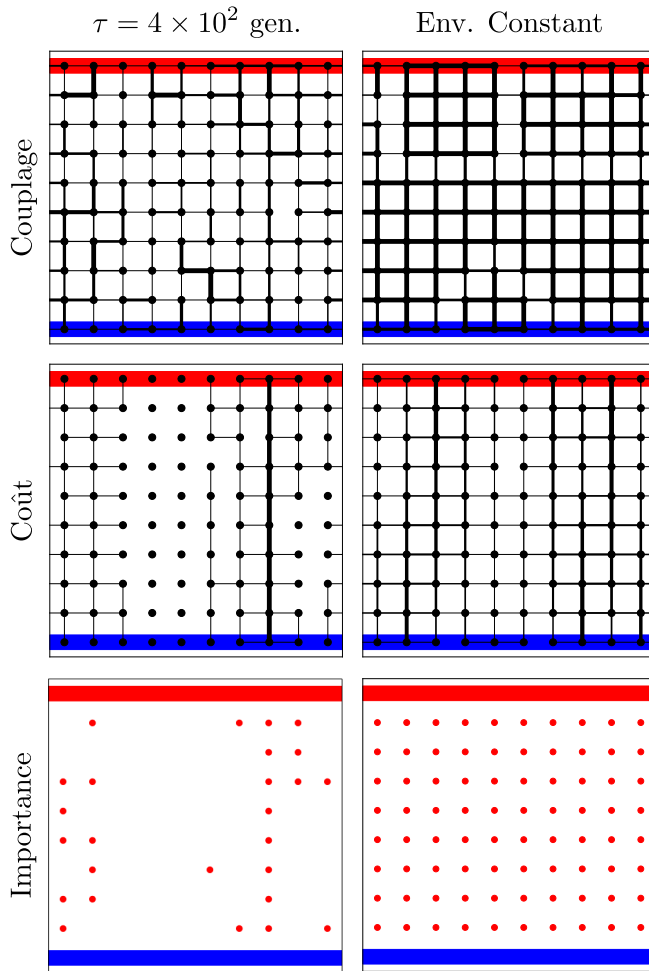 τ = 4 × 10² gen.
Env. Constant
Couplage
Coût
Importance